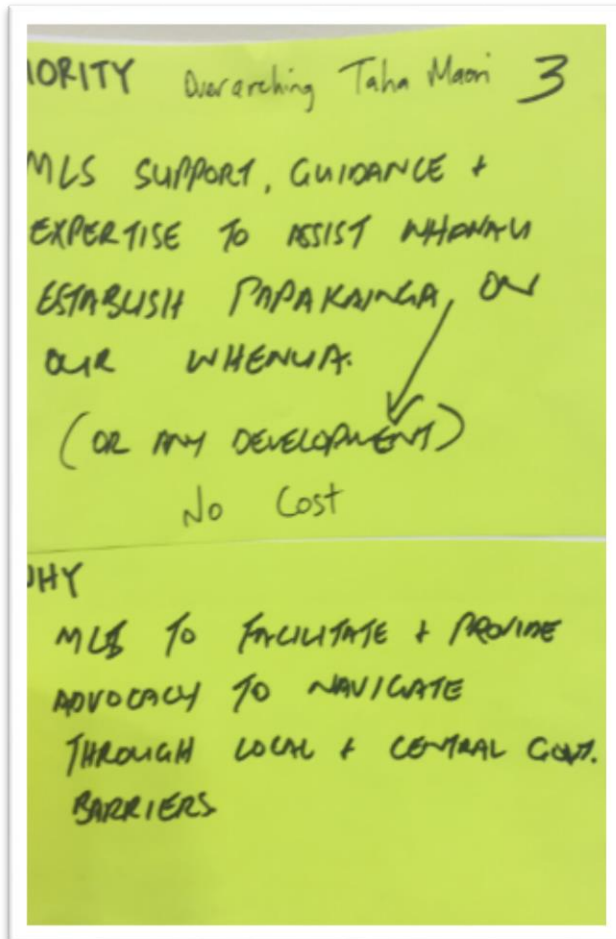 IORITY Overarching Taha Maori 3
MLS SUPPORT, GUIDANCE +
EXPERTISE TO ASSIST WHANAU
ESTABLISH PAPAKAINGA, ON
OUR WHENUA.
(OR ANY DEVELOPMENT)
No Cost
WHY
MLS TO FACILITATE + PROVIDE
ADVOCACY TO NAVIGATE
THROUGH LOCAL + CENTRAL GOVT.
BARRIERS